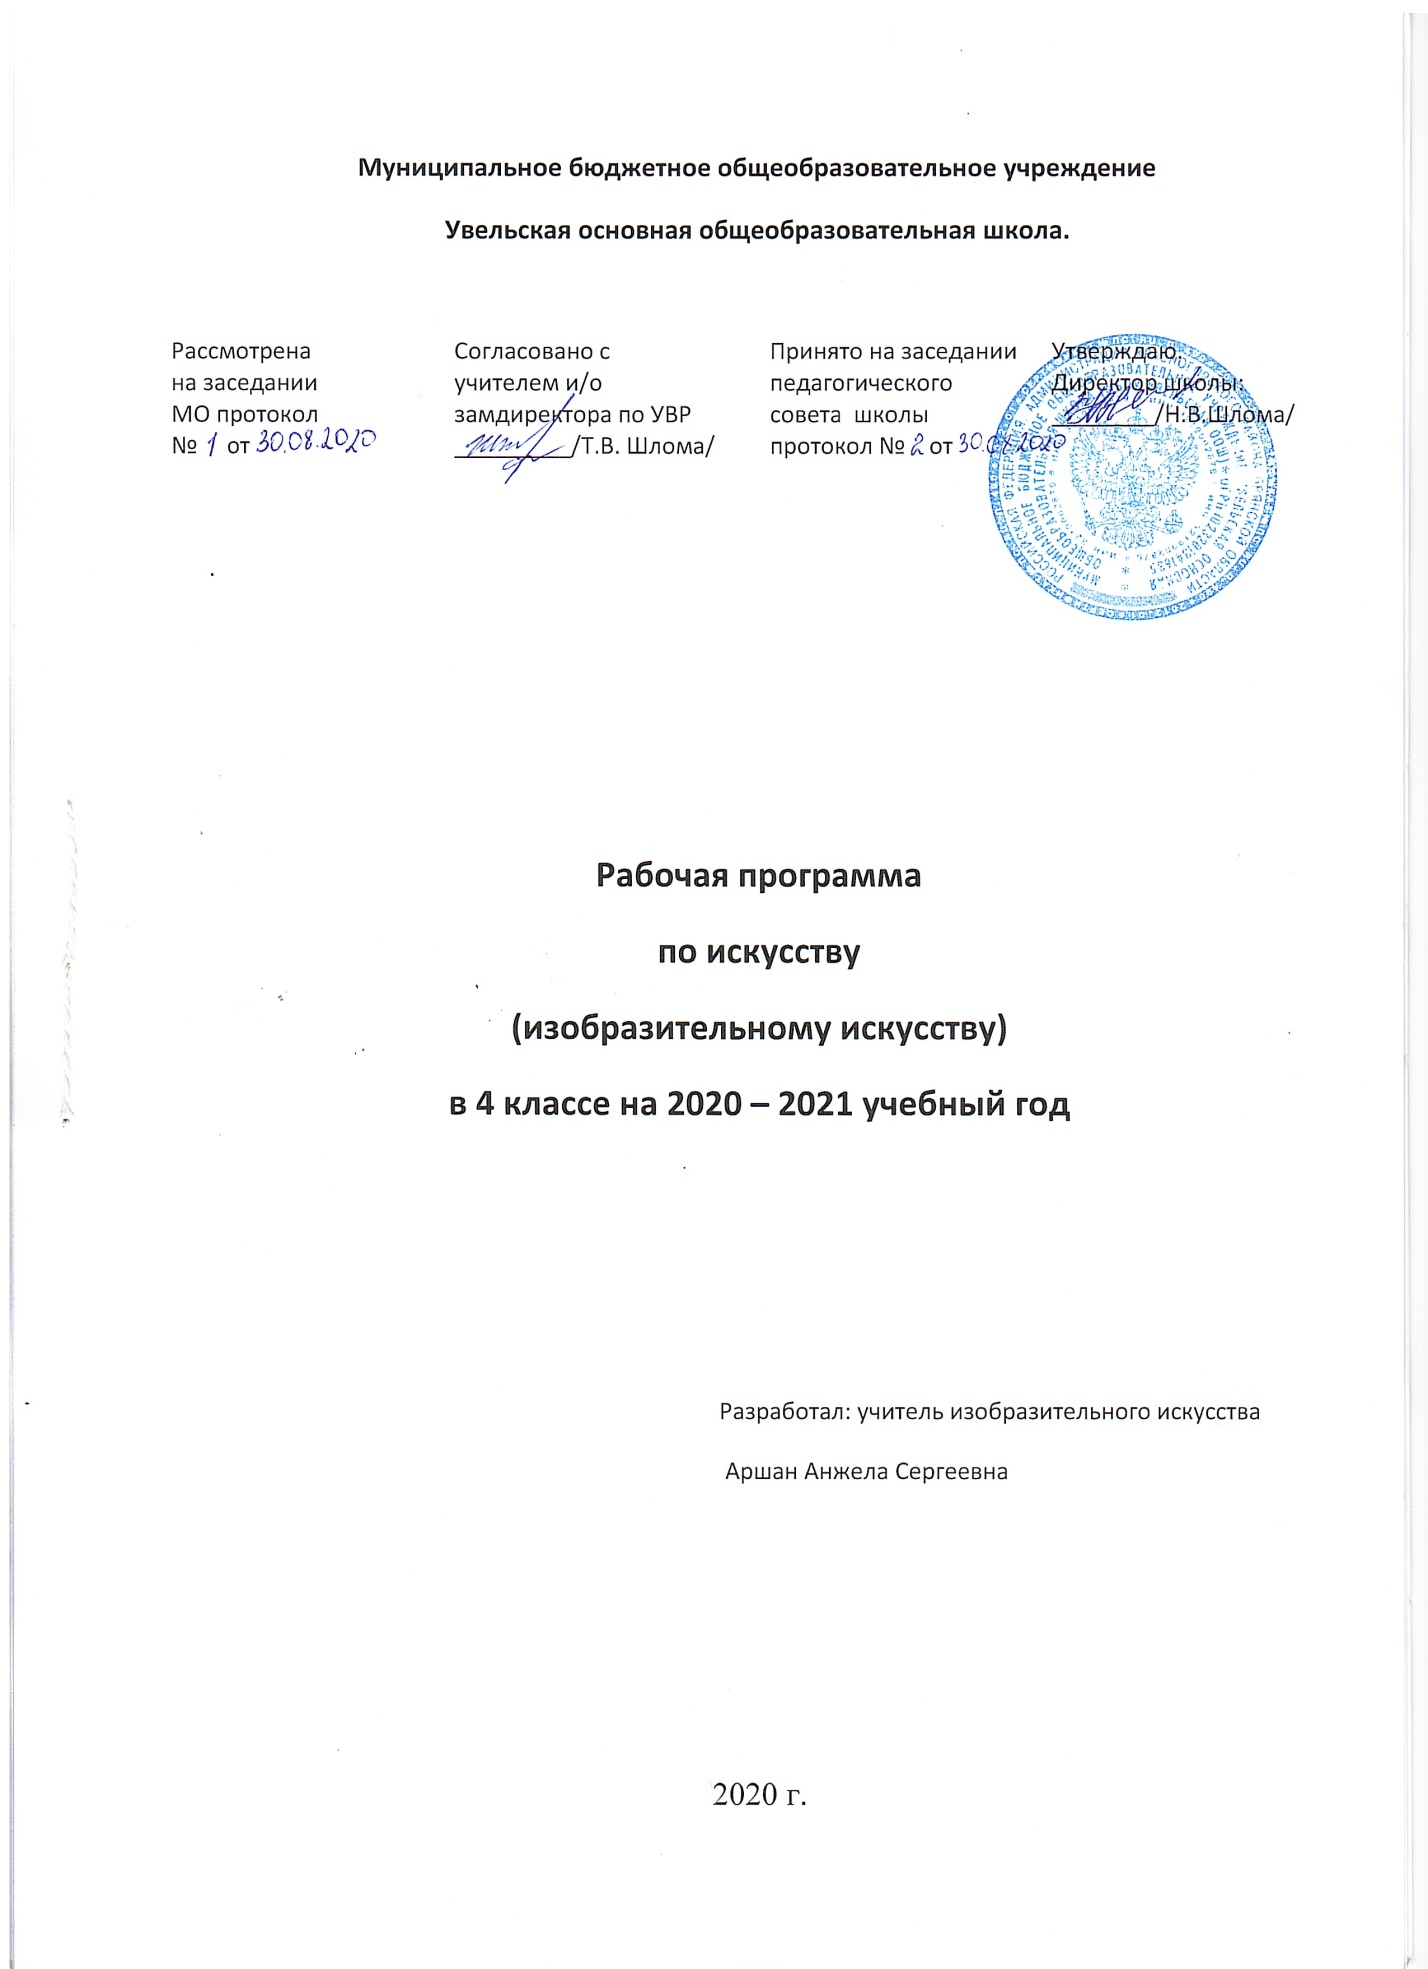 Муниципальное бюджетное общеобразовательное учреждение
Увельская основная общеобразовательная школа.
Рассмотрена
на заседании
МО протокол
№ 1 от 30.08.2020
Согласовано с
учителем и/о
замдиректора по УВР
/Т.В. Шлома/
Принято на заседании
педагогического
совета школы
протокол № 2 от 30. 2020
Утверждаю.
Директор школы:
/Н.В.Шлома/
Рабочая программа
по искусству
(изобразительному искусству)
в 4 классе на 2020 – 2021 учебный год
Разработал: учитель изобразительного искусства
Аршан Анжела Сергеевна
2020 г.